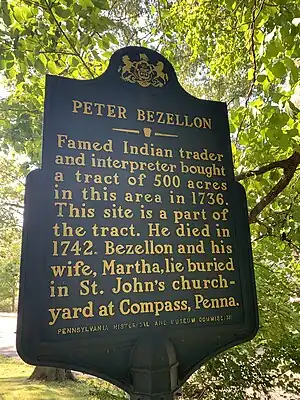 PETER BEZELLON
Famed Indian trader
and interpreter bought
a tract of 500 acres
in this area in 1736.
This site is a part of
the tract. He died in
1742. Bezellon and his
wife, Martha, lie buried
in St. John's church-
yard at Compass, Penna.
PENNSYLVANIA HISTORICAL AND MUSEUM COMMISSION